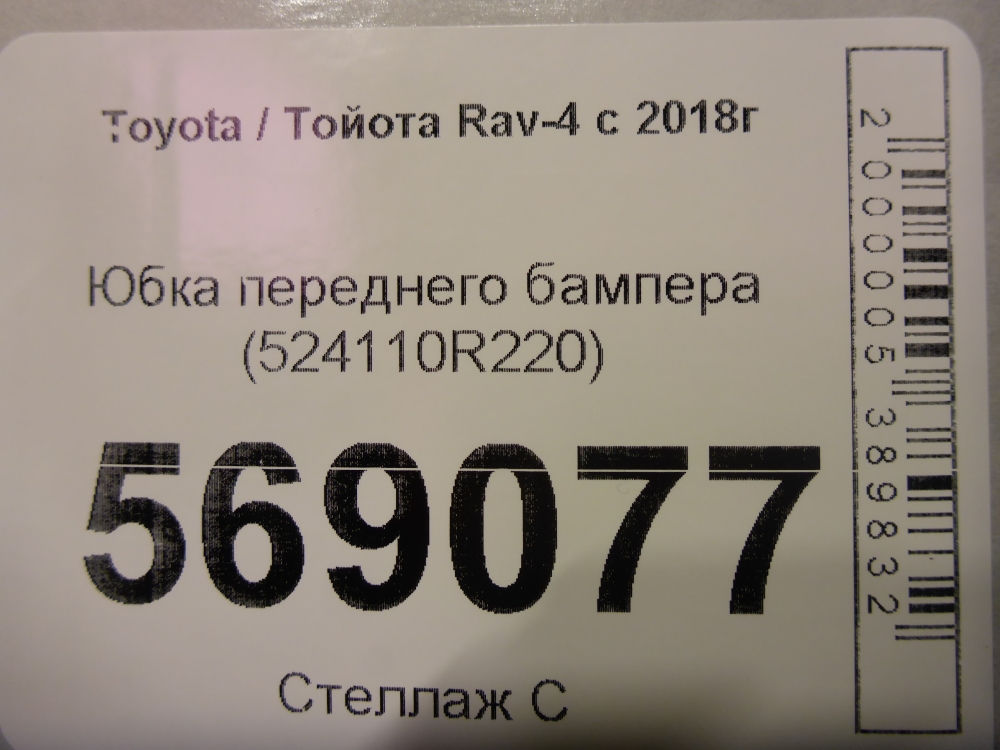 Toyota / Тойота Rav-4 с 2018г
Юбка переднего бампера
(524110R220)
569077
Стеллаж С
2000005389832